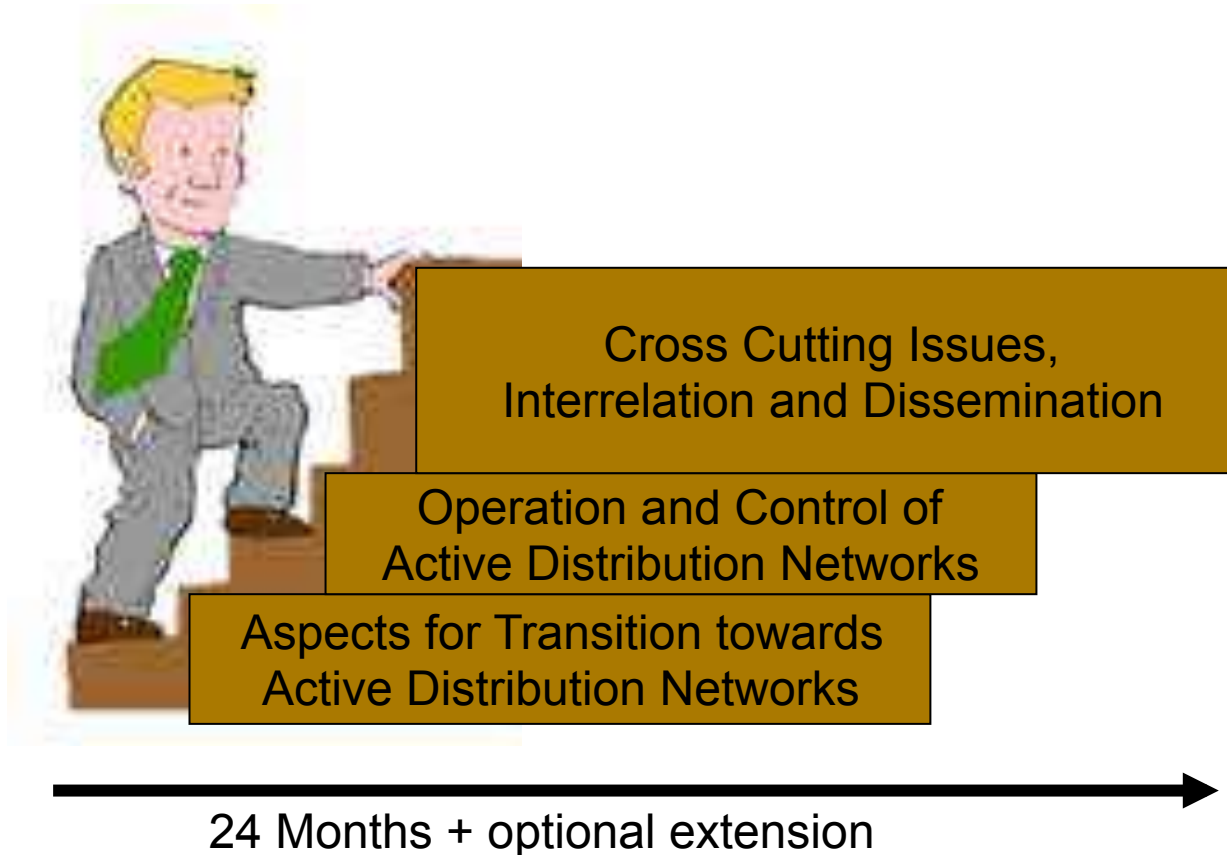 Cross Cutting Issues,
Interrelation and Dissemination
Operation and Control of
Active Distribution Networks
Aspects for Transition towards
Active Distribution Networks
24 Months + optional extension